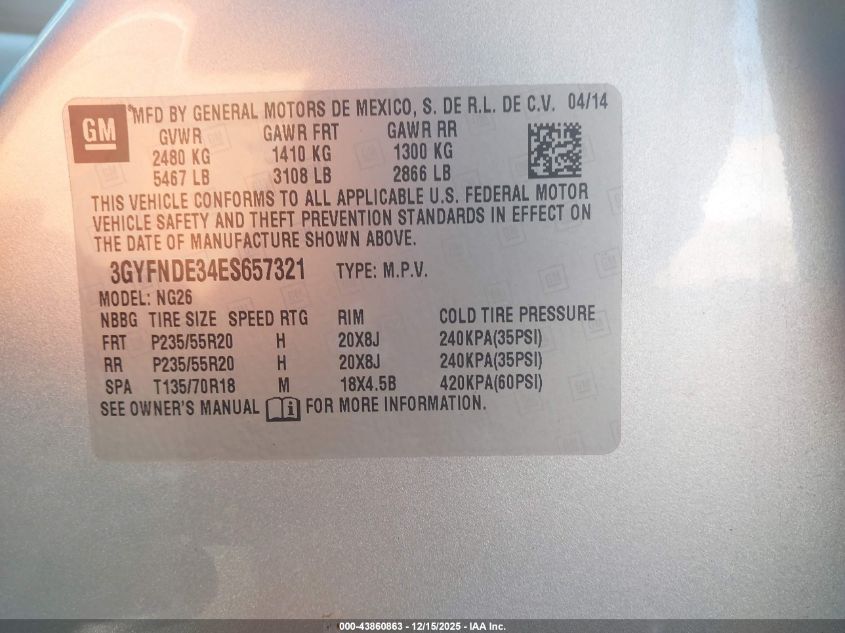 GM
MFD BY GENERAL MOTORS DE MEXICO, S. DE R.L. DE C.V. 04/14
GVWR GAWR FRT GAWR RR
2480 KG 1410 KG 1300 KG
5467 LB 3108 LB 2866 LB
THIS VEHICLE CONFORMS TO ALL APPLICABLE U.S. FEDERAL MOTOR
VEHICLE SAFETY AND THEFT PREVENTION STANDARDS IN EFFECT ON
THE DATE OF MANUFACTURE SHOWN ABOVE.
3GYFNDE34ES657321 TYPE: M.P.V.
MODEL: NG26
NBBG TIRE SIZE SPEED RTG RIM COLD TIRE PRESSURE
FRT P235/55R20 H 20X8J 240KPA(35PSI)
RR P235/55R20 H 20X8J 240KPA(35PSI)
SPA T135/70R18 M 18X4.5B 420KPA(60PSI)
SEE OWNER'S MANUAL i FOR MORE INFORMATION.
000-43860863 - 12/15/2025 - IAA Inc.